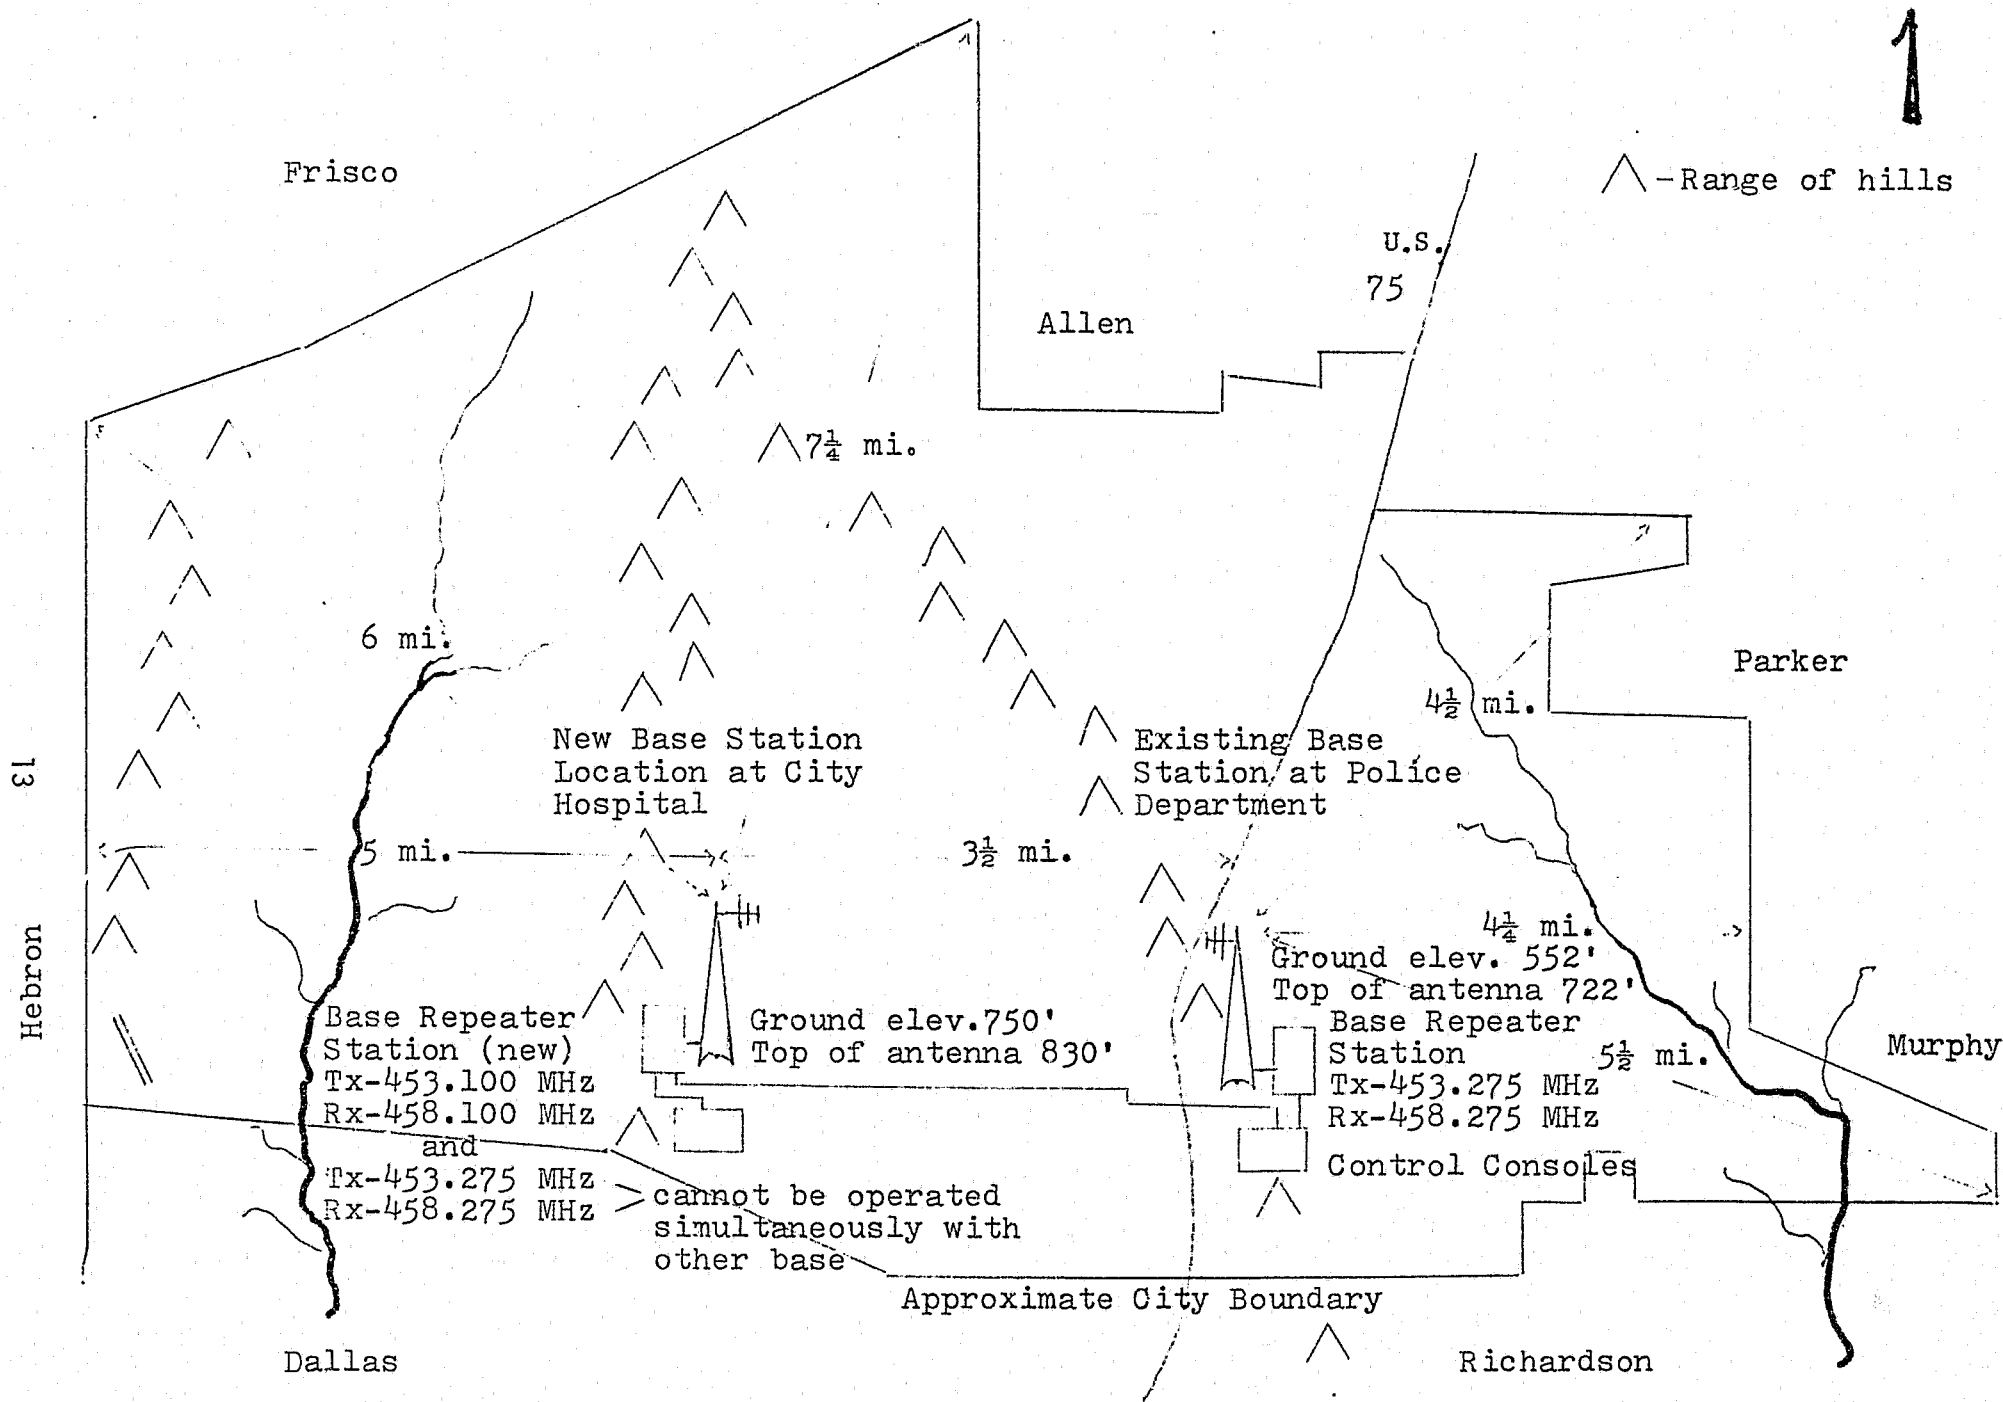 Frisco
-Range of hills
U.S.
75
Allen
7¼ mi.
6 mi.
Parker
4½ mi.
New Base Station
Location at City
Hospital
Existing Base
Station at Police
Department
13
5 mi.
3½ mi.
4¼ mi.
Ground elev. 552'
Top of antenna 722'
Hebron
Base Repeater
Station (new)
Tx-453.100 MHz
Rx-458.100 MHz
and
Tx-453.275 MHz
Rx-458.275 MHz
Ground elev.750'
Top of antenna 830'
Base Repeater
Station
Tx-453.275 MHz
Rx-458.275 MHz
5½ mi.
Murphy
Control Consoles
cannot be operated
simultaneously with
other base
Approximate City Boundary
Dallas
Richardson